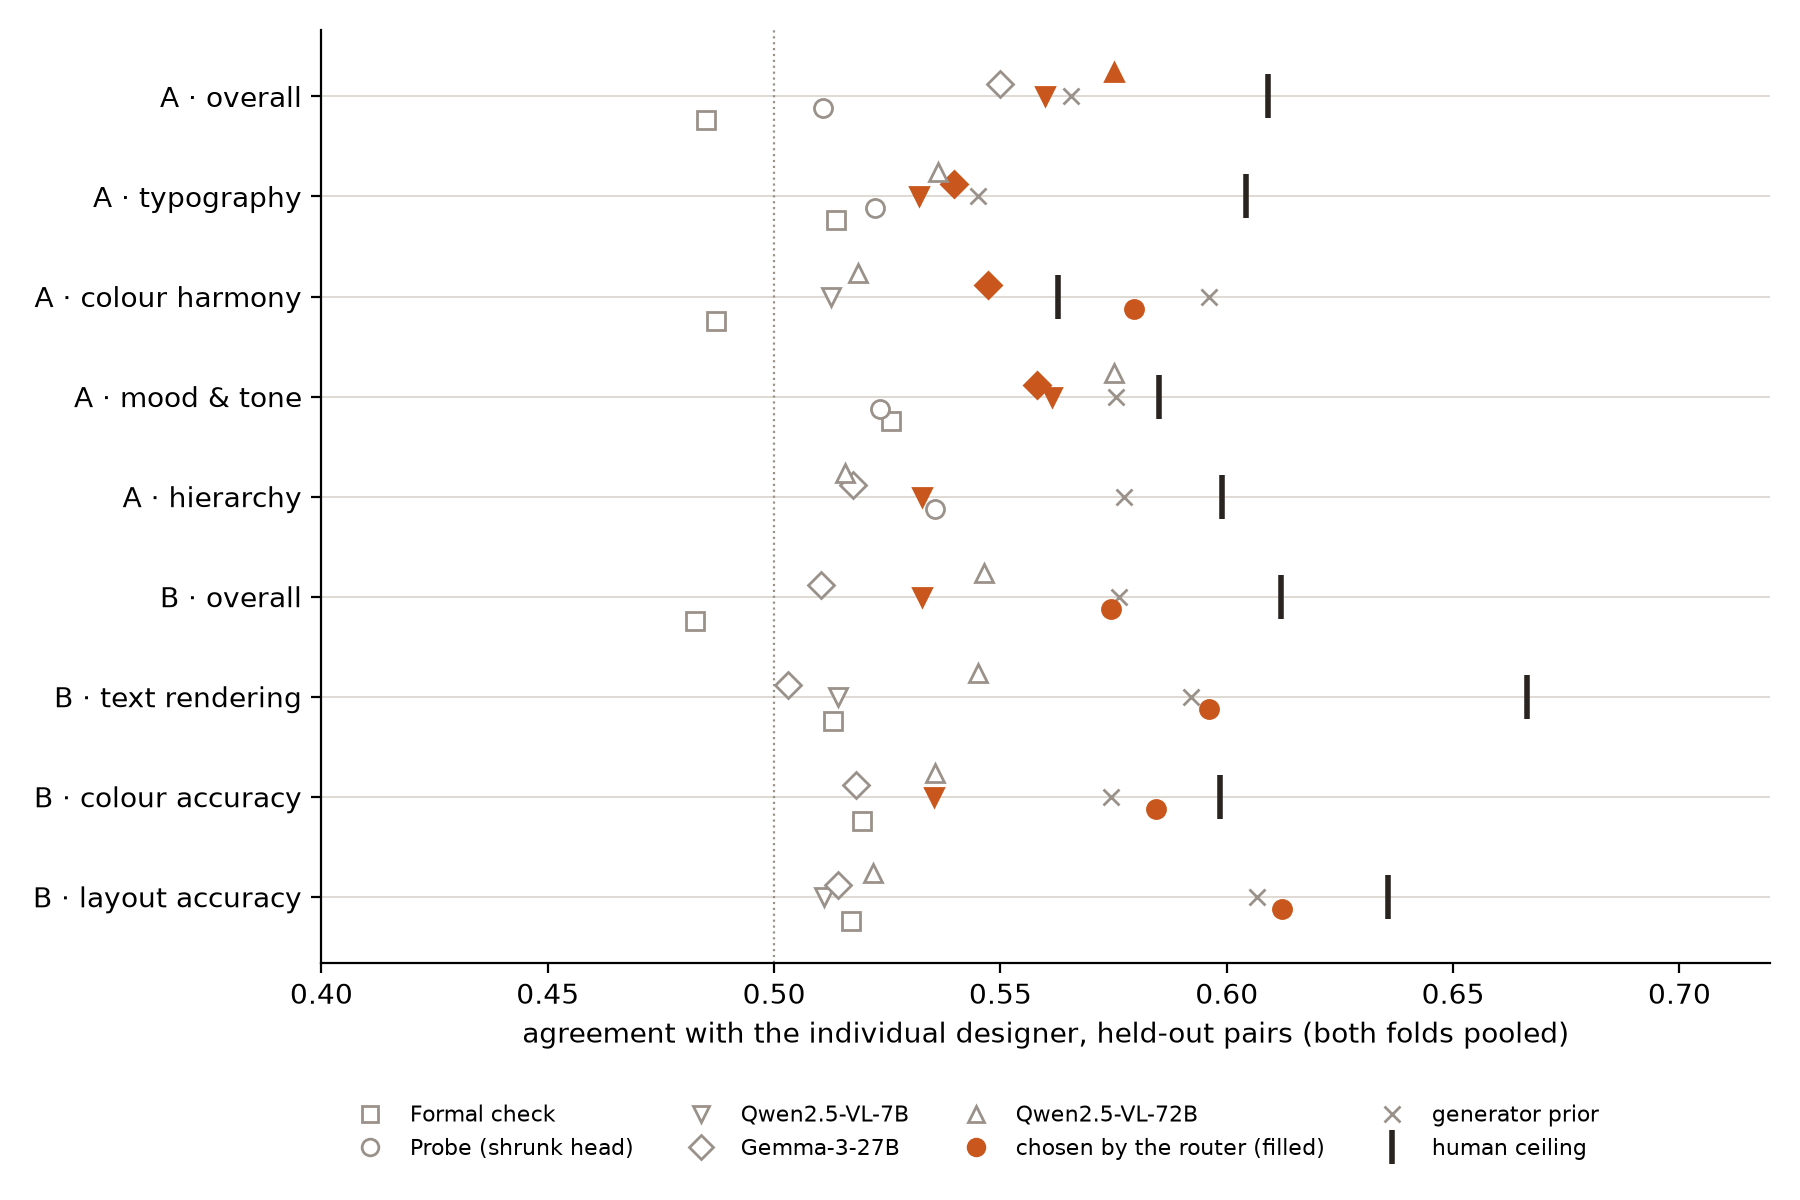 A · overall
A · typography
A · colour harmony
A · mood & tone
A · hierarchy
B · overall
B · text rendering
B · colour accuracy
B · layout accuracy
0.40 0.45 0.50 0.55 0.60 0.65 0.70
agreement with the individual designer, held-out pairs (both folds pooled)
Formal check Qwen2.5-VL-7B Qwen2.5-VL-72B generator prior
Probe (shrunk head) Gemma-3-27B chosen by the router (filled) human ceiling